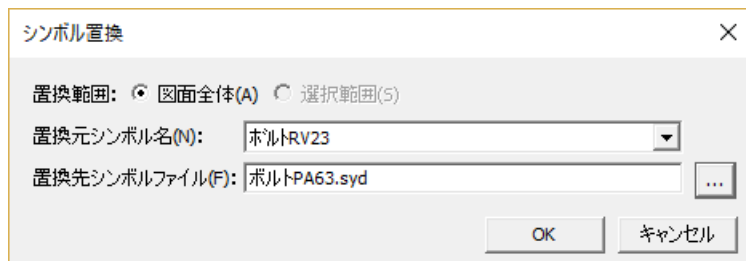 シンボル置換
置換範囲: 図面全体(A) 選択範囲(S)
置換元シンボル名(N): ボルトRV23
置換先シンボルファイル(F): ボルトPA63.syd ...
OK キャンセル